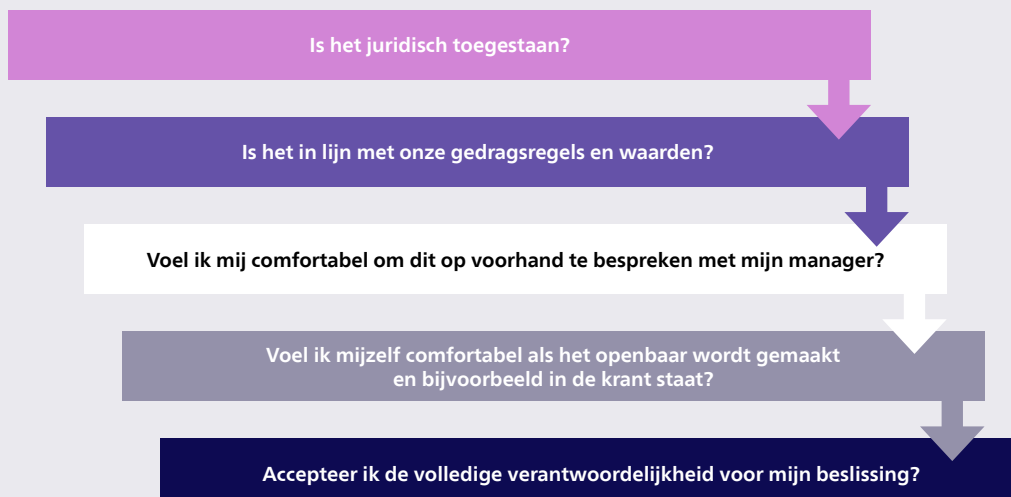 Is het juridisch toegestaan?
Is het in lijn met onze gedragsregels en waarden?
Voel ik mij comfortabel om dit op voorhand te bespreken met mijn manager?
Voel ik mijzelf comfortabel als het openbaar wordt gemaakt
en bijvoorbeeld in de krant staat?
Accepteer ik de volledige verantwoordelijkheid voor mijn beslissing?